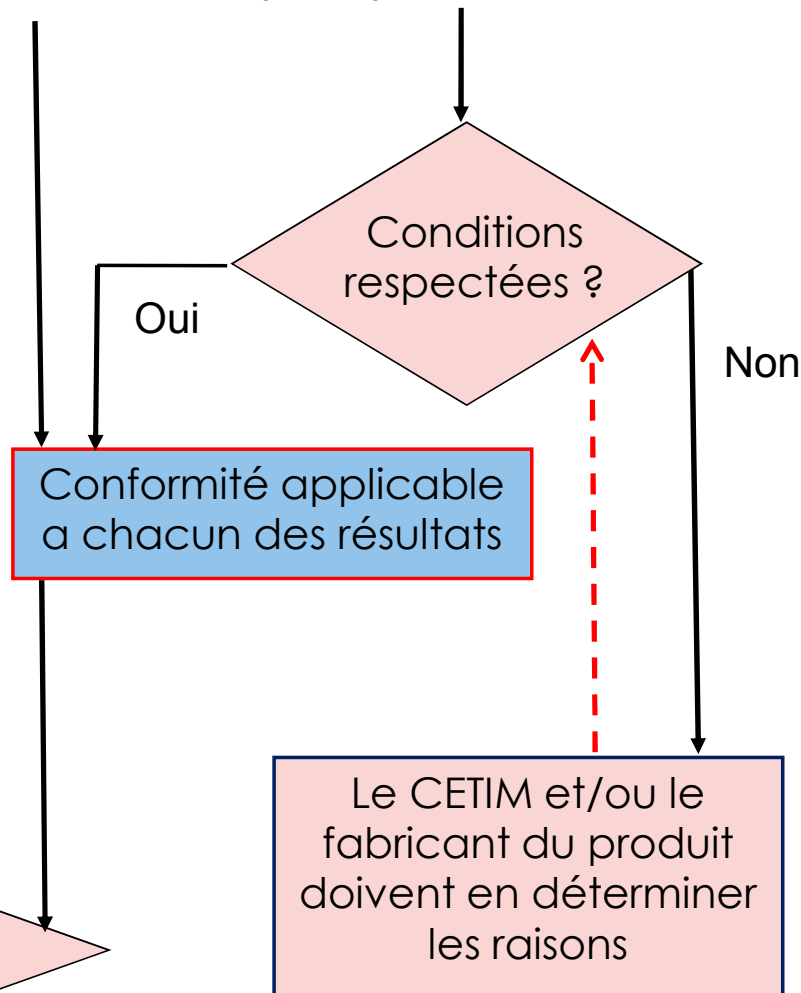 Conditions
respectées ?
Oui
Non
Conformité applicable
a chacun des résultats
Le CETIM et/ou le
fabricant du produit
doivent en déterminer
les raisons